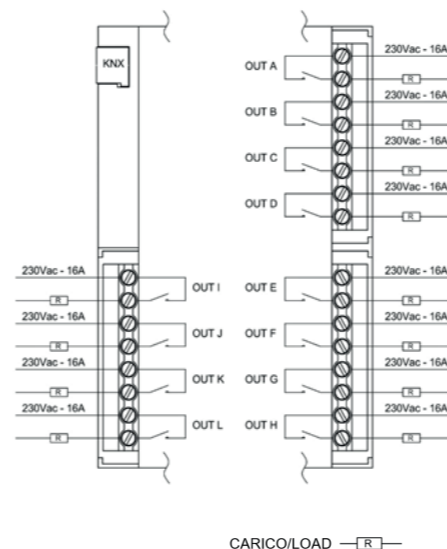 KNX
OUT A
230Vac - 16A
R
OUT B
230Vac - 16A
R
OUT C
230Vac - 16A
R
OUT D
230Vac - 16A
R
230Vac - 16A
R
OUT I
230Vac - 16A
R
OUT J
230Vac - 16A
R
OUT K
230Vac - 16A
R
OUT L
OUT E
230Vac - 16A
R
OUT F
230Vac - 16A
R
OUT G
230Vac - 16A
R
OUT H
230Vac - 16A
R
CARICO/LOAD R